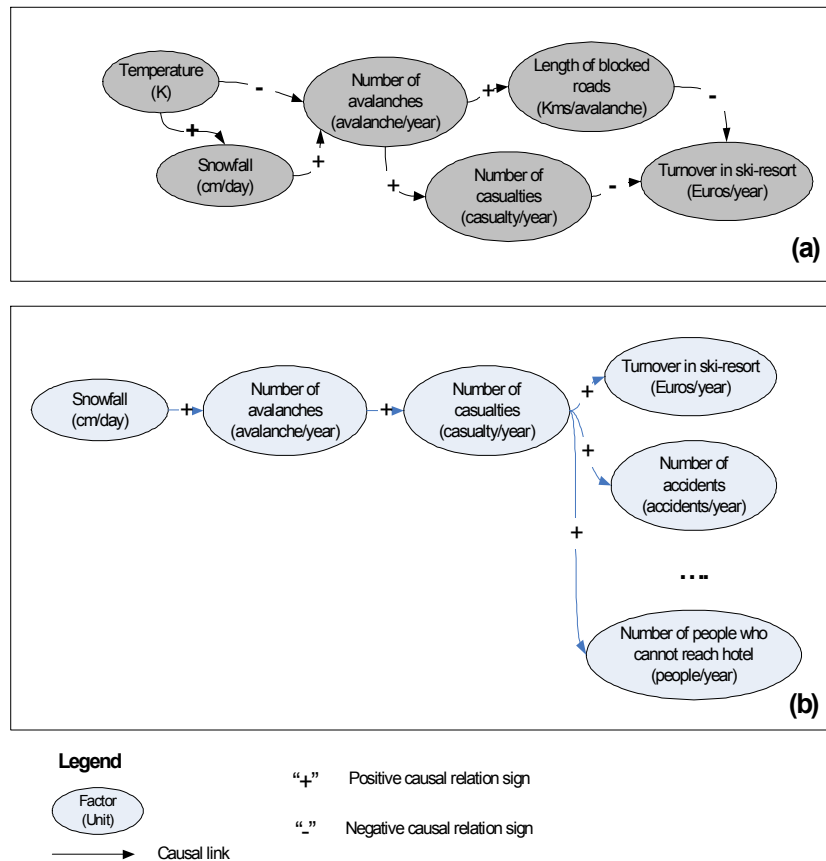 Temperature
(K)
-
+
Snowfall
(cm/day)
+
Number of
avalanches
(avalanche/year)
+
Length of blocked
roads
(Kms/avalanche)
-
+
Number of
casualties
(casualty/year)
-
Turnover in ski-resort
(Euros/year)
(a)
Snowfall
(cm/day)
+
Number of
avalanches
(avalanche/year)
+
Number of
casualties
(casualty/year)
+
Turnover in ski-resort
(Euros/year)
+
Number of
accidents
(accidents/year)
+
....
Number of people who
cannot reach hotel
(people/year)
(b)
Legend
Factor
(Unit)
Causal link
“+” Positive causal relation sign
“-” Negative causal relation sign